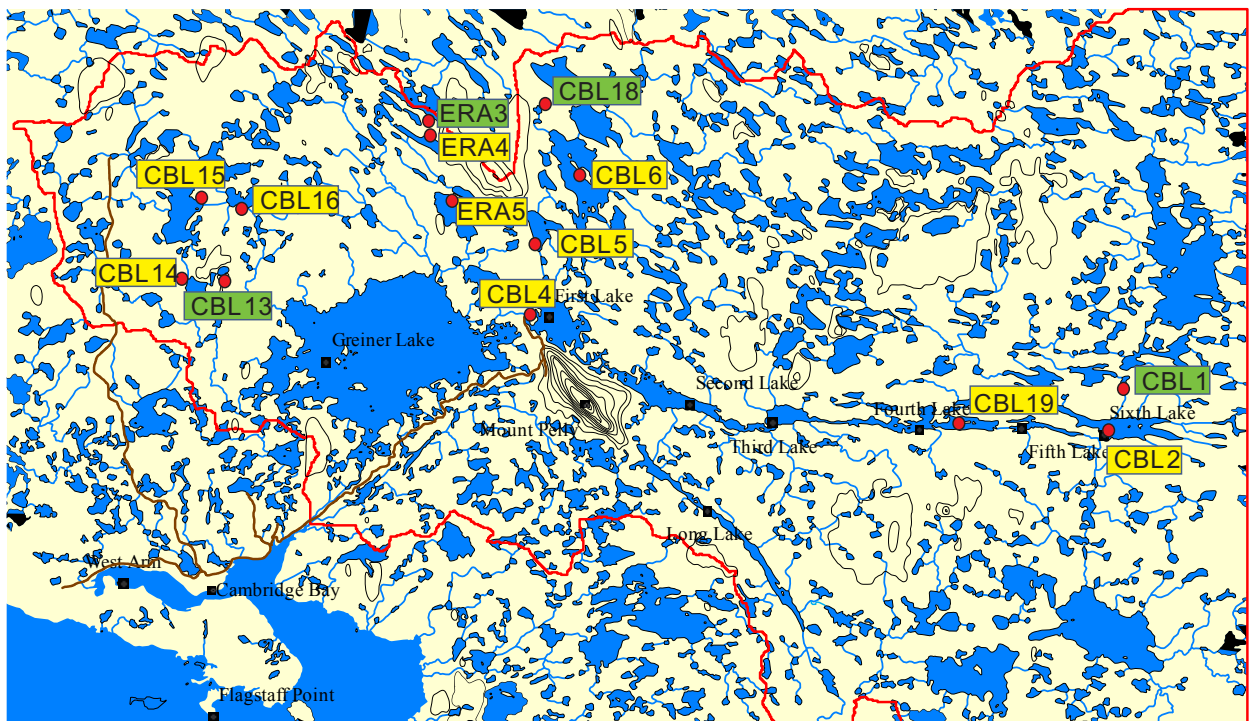 CBL18
ERA3
ERA4
CBL15
CBL6
CBL16
ERA5
CBL5
CBL14
CBL4
First Lake
CBL13
Greiner Lake
Second Lake
CBL1
CBL19
Fourth Lake
Sixth Lake
Mount Pelly
Third Lake
Fifth Lake
CBL2
Long Lake
West Arm
Cambridge Bay
Flagstaff Point